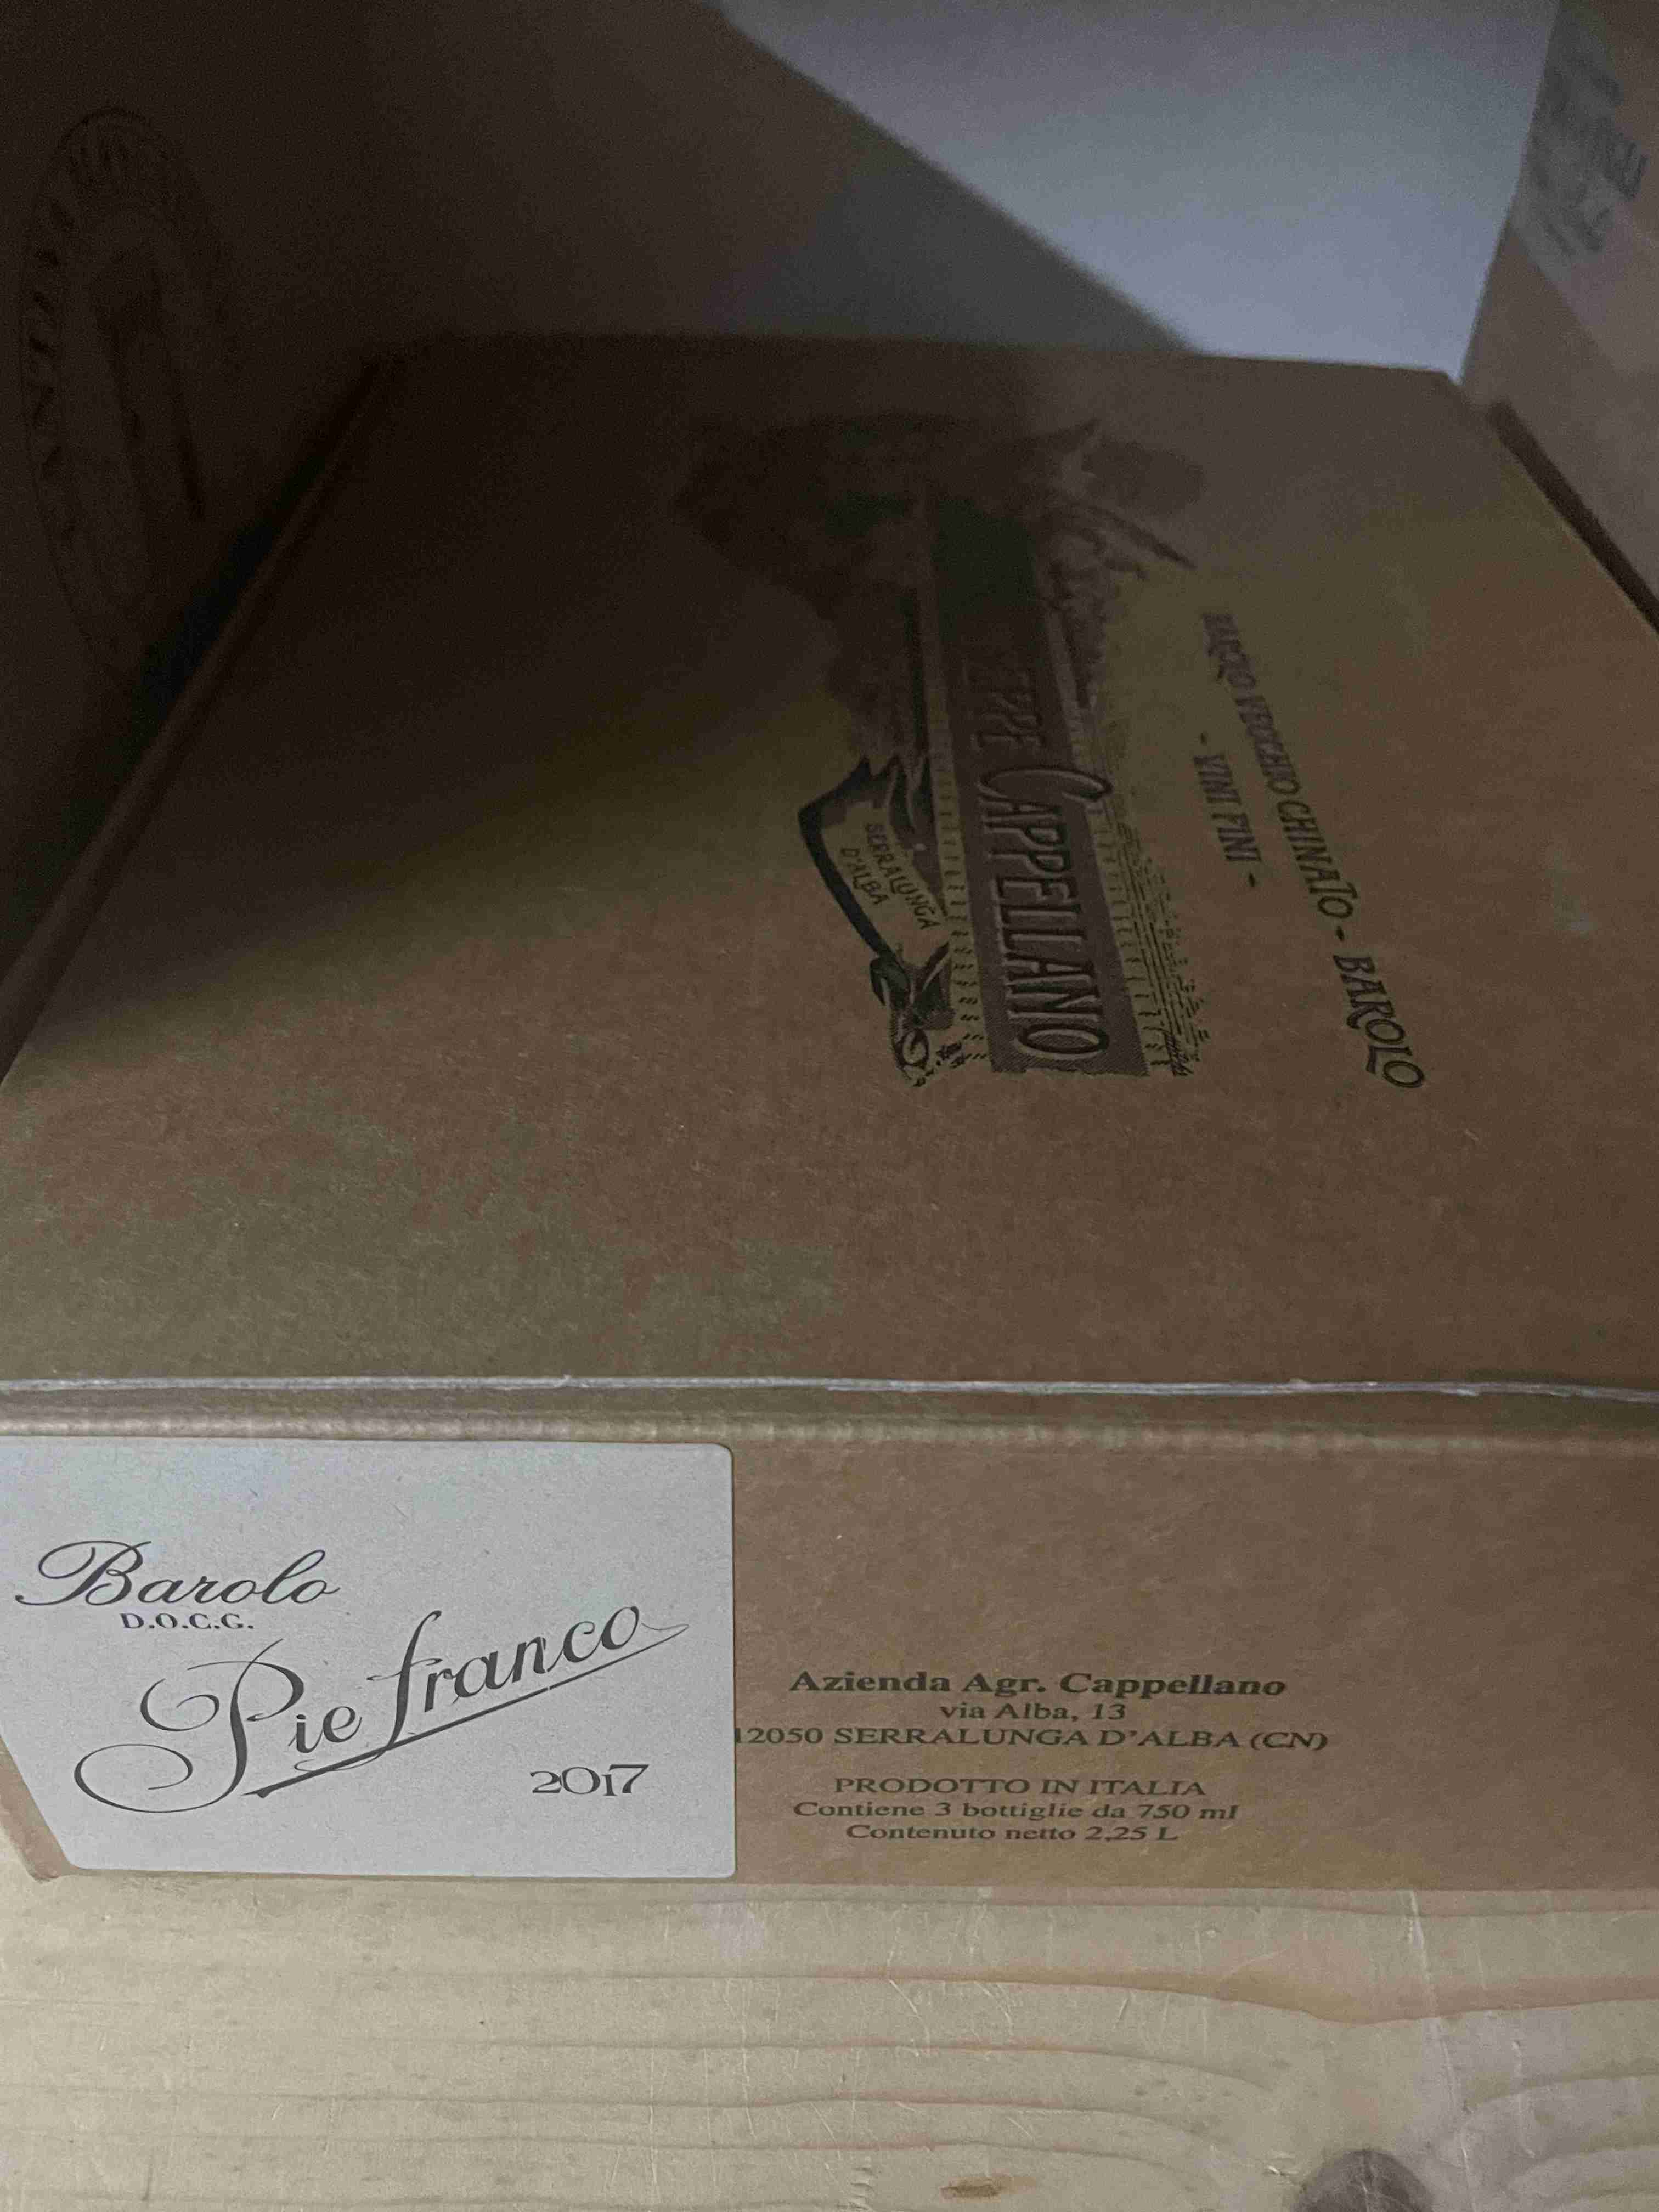 SERRALUNGA
D'ALBA
CAPPELLANO
- VINI FINI -
BAROLO VECCHIO CHINATO - BAROLO
Barolo
D.O.C.G.
Pie franco
2017
Azienda Agr. Cappellano
via Alba, 13
12050 SERRALUNGA D'ALBA (CN)
PRODOTTO IN ITALIA
Contiene 3 bottiglie da 750 ml
Contenuto netto 2,25 L